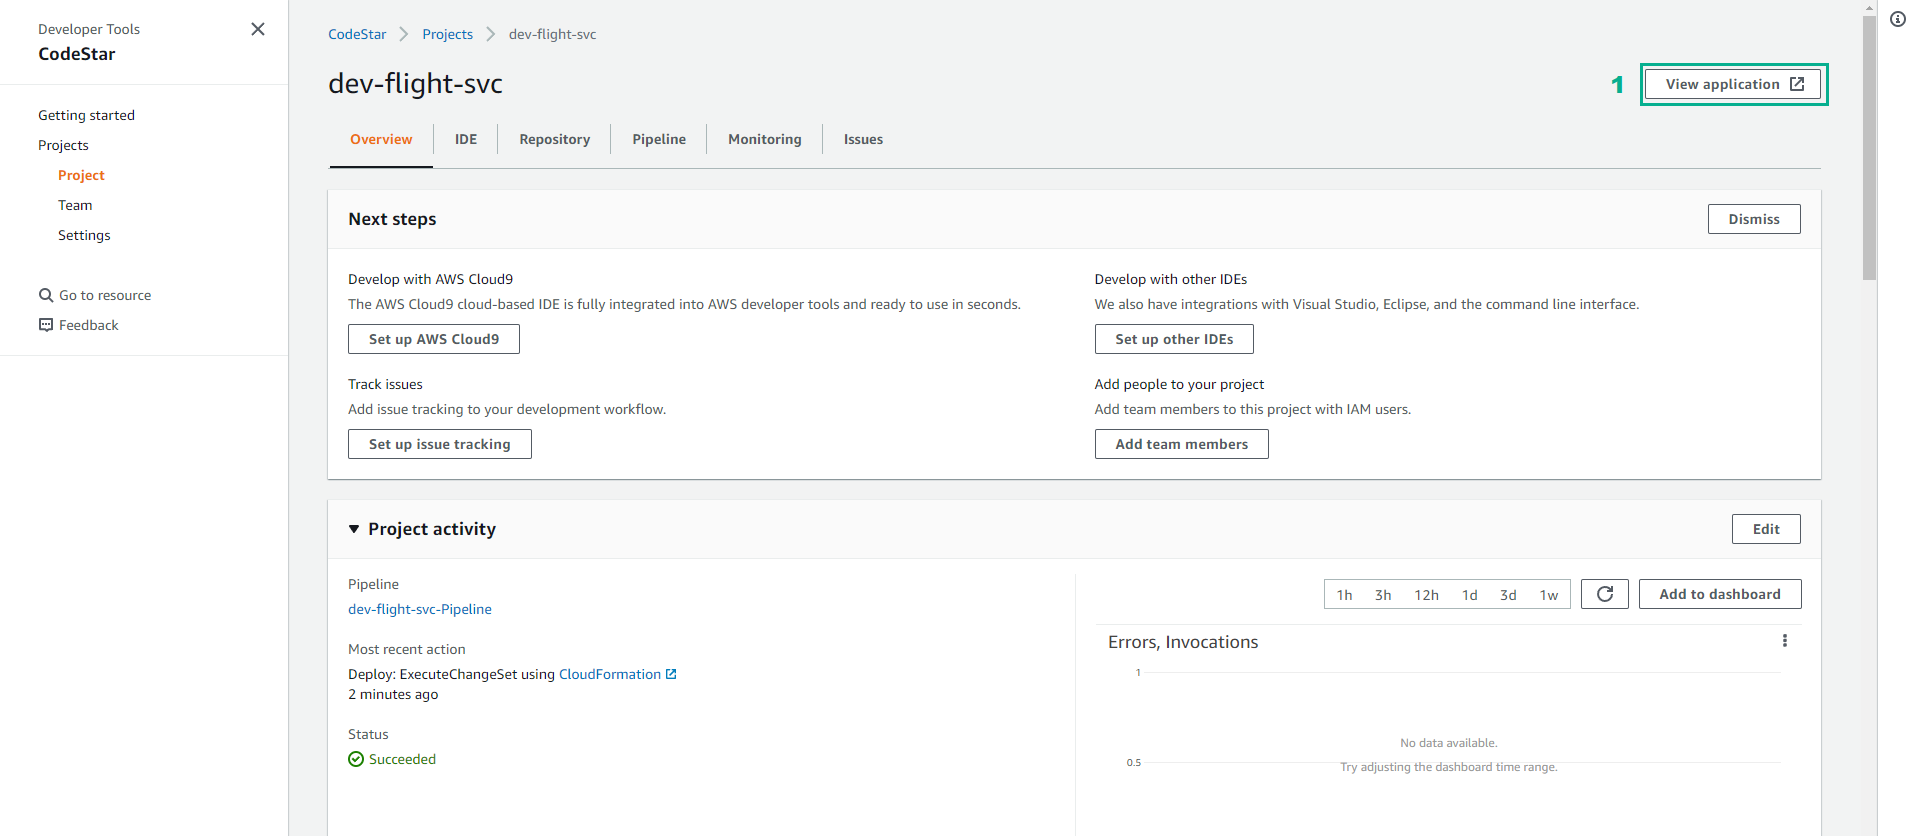 Developer Tools
CodeStar
Getting started
Projects
Project
Team
Settings
Go to resource
Feedback
CodeStar Projects dev-flight-svc
dev-flight-svc
1 View application
Overview IDE Repository Pipeline Monitoring Issues
Next steps Dismiss
Develop with AWS Cloud9
The AWS Cloud9 cloud-based IDE is fully integrated into AWS developer tools and ready to use in seconds.
Set up AWS Cloud9
Develop with other IDEs
We also have integrations with Visual Studio, Eclipse, and the command line interface.
Set up other IDEs
Track issues
Add issue tracking to your development workflow.
Set up issue tracking
Add people to your project
Add team members to this project with IAM users.
Add team members
Project activity Edit
Pipeline
dev-flight-svc-Pipeline
Most recent action
Deploy: ExecuteChangeSet using CloudFormation
2 minutes ago
Status
Succeeded
1h 3h 12h 1d 3d 1w Add to dashboard
Errors, Invocations
1
No data available.
0.5
Try adjusting the dashboard time range.